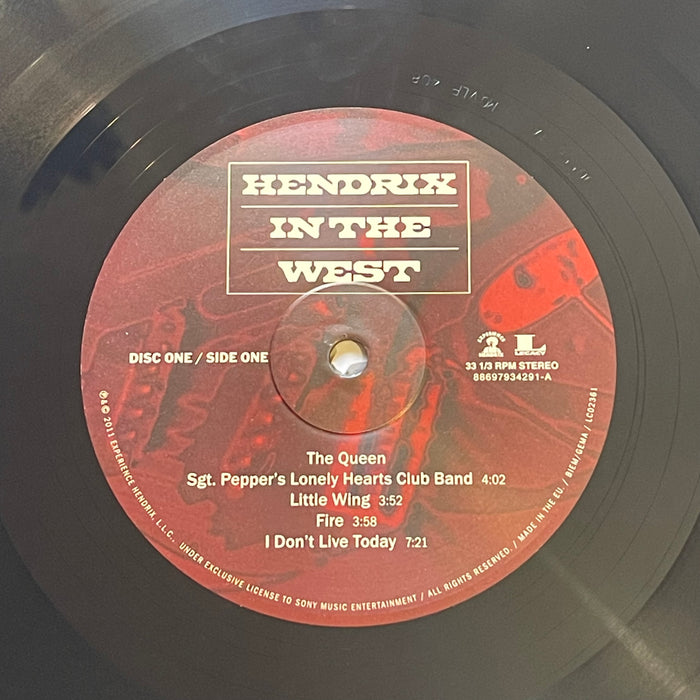 HENDRIX
IN THE
WEST
DISC ONE / SIDE ONE
LEGACY
33 1/3 RPM STEREO
88697934291-A
The Queen
Sgt. Pepper's Lonely Hearts Club Band 4:02
Little Wing 3:52
Fire 3:58
I Don't Live Today 7:21
℗&© 2011 EXPERIENCE HENDRIX, L.L.C., UNDER EXCLUSIVE LICENSE TO SONY MUSIC ENTERTAINMENT / ALL RIGHTS RESERVED. / MADE IN THE EU. / BIEM/GEMA / LC02361